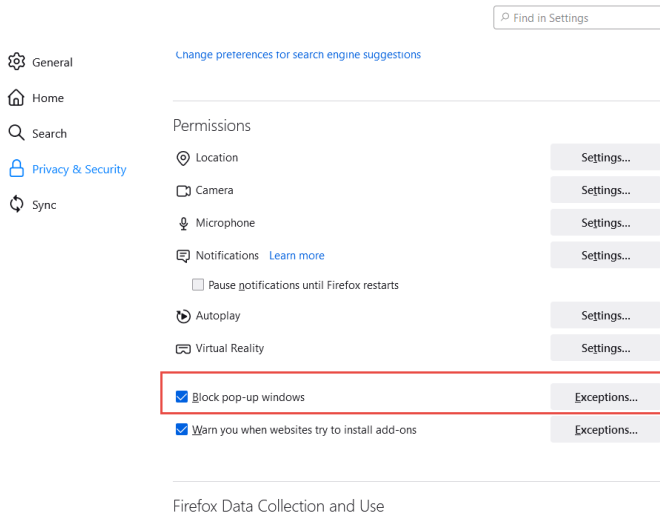 Find in Settings
General
Change preferences for search engine suggestions
Home
Search
Privacy & Security
Sync
Permissions
Location Settings...
Camera Settings...
Microphone Settings...
Notifications Learn more Settings...
Pause notifications until Firefox restarts
Autoplay Settings...
Virtual Reality Settings...
Block pop-up windows Exceptions...
Warn you when websites try to install add-ons Exceptions...
Firefox Data Collection and Use